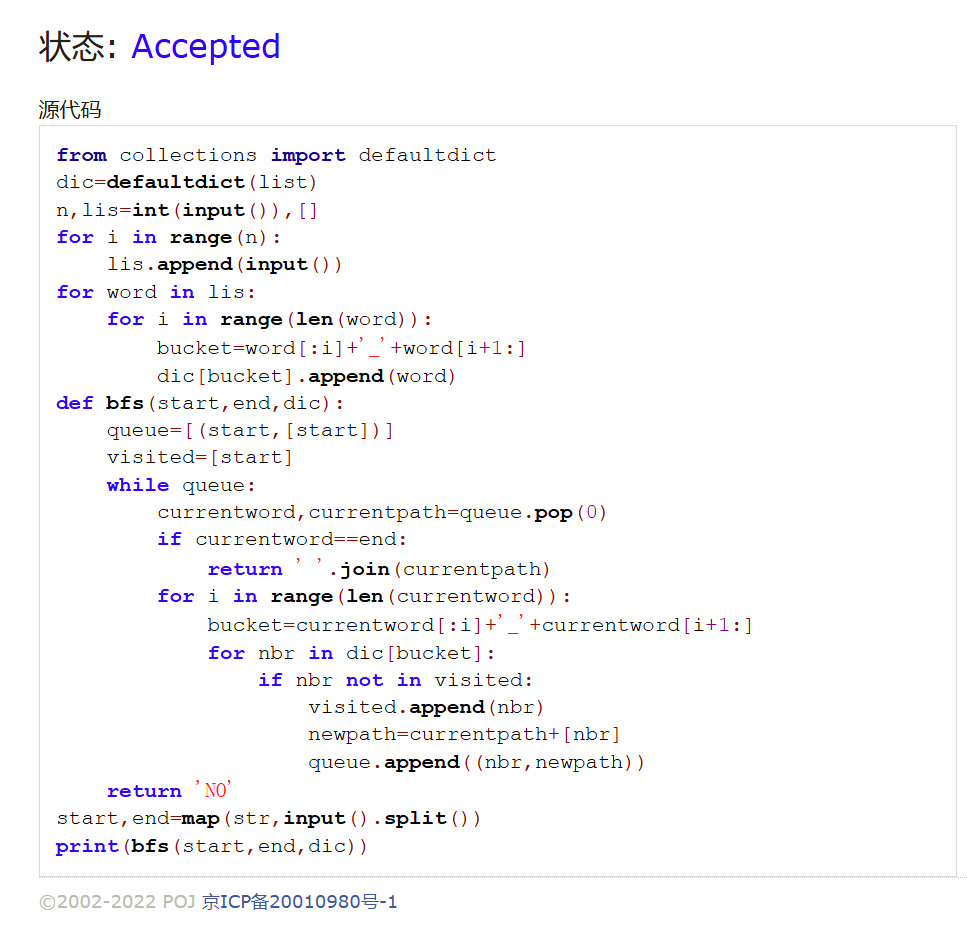 状态: Accepted
源代码
from collections import defaultdict
dic=defaultdict(list)
n,lis=int(input()),[]
for i in range(n):
    lis.append(input())
for word in lis:
    for i in range(len(word)):
        bucket=word[:i]+'_'+word[i+1:]
        dic[bucket].append(word)
def bfs(start,end,dic):
    queue=[(start,[start])]
    visited=[start]
    while queue:
        currentword,currentpath=queue.pop(0)
        if currentword==end:
            return ' '.join(currentpath)
        for i in range(len(currentword)):
            bucket=currentword[:i]+'_'+currentword[i+1:]
            for nbr in dic[bucket]:
                if nbr not in visited:
                    visited.append(nbr)
                    newpath=currentpath+[nbr]
                    queue.append((nbr,newpath))
    return 'NO'
start,end=map(str,input().split())
print(bfs(start,end,dic))
©2002-2022 POJ 京ICP备20010980号-1